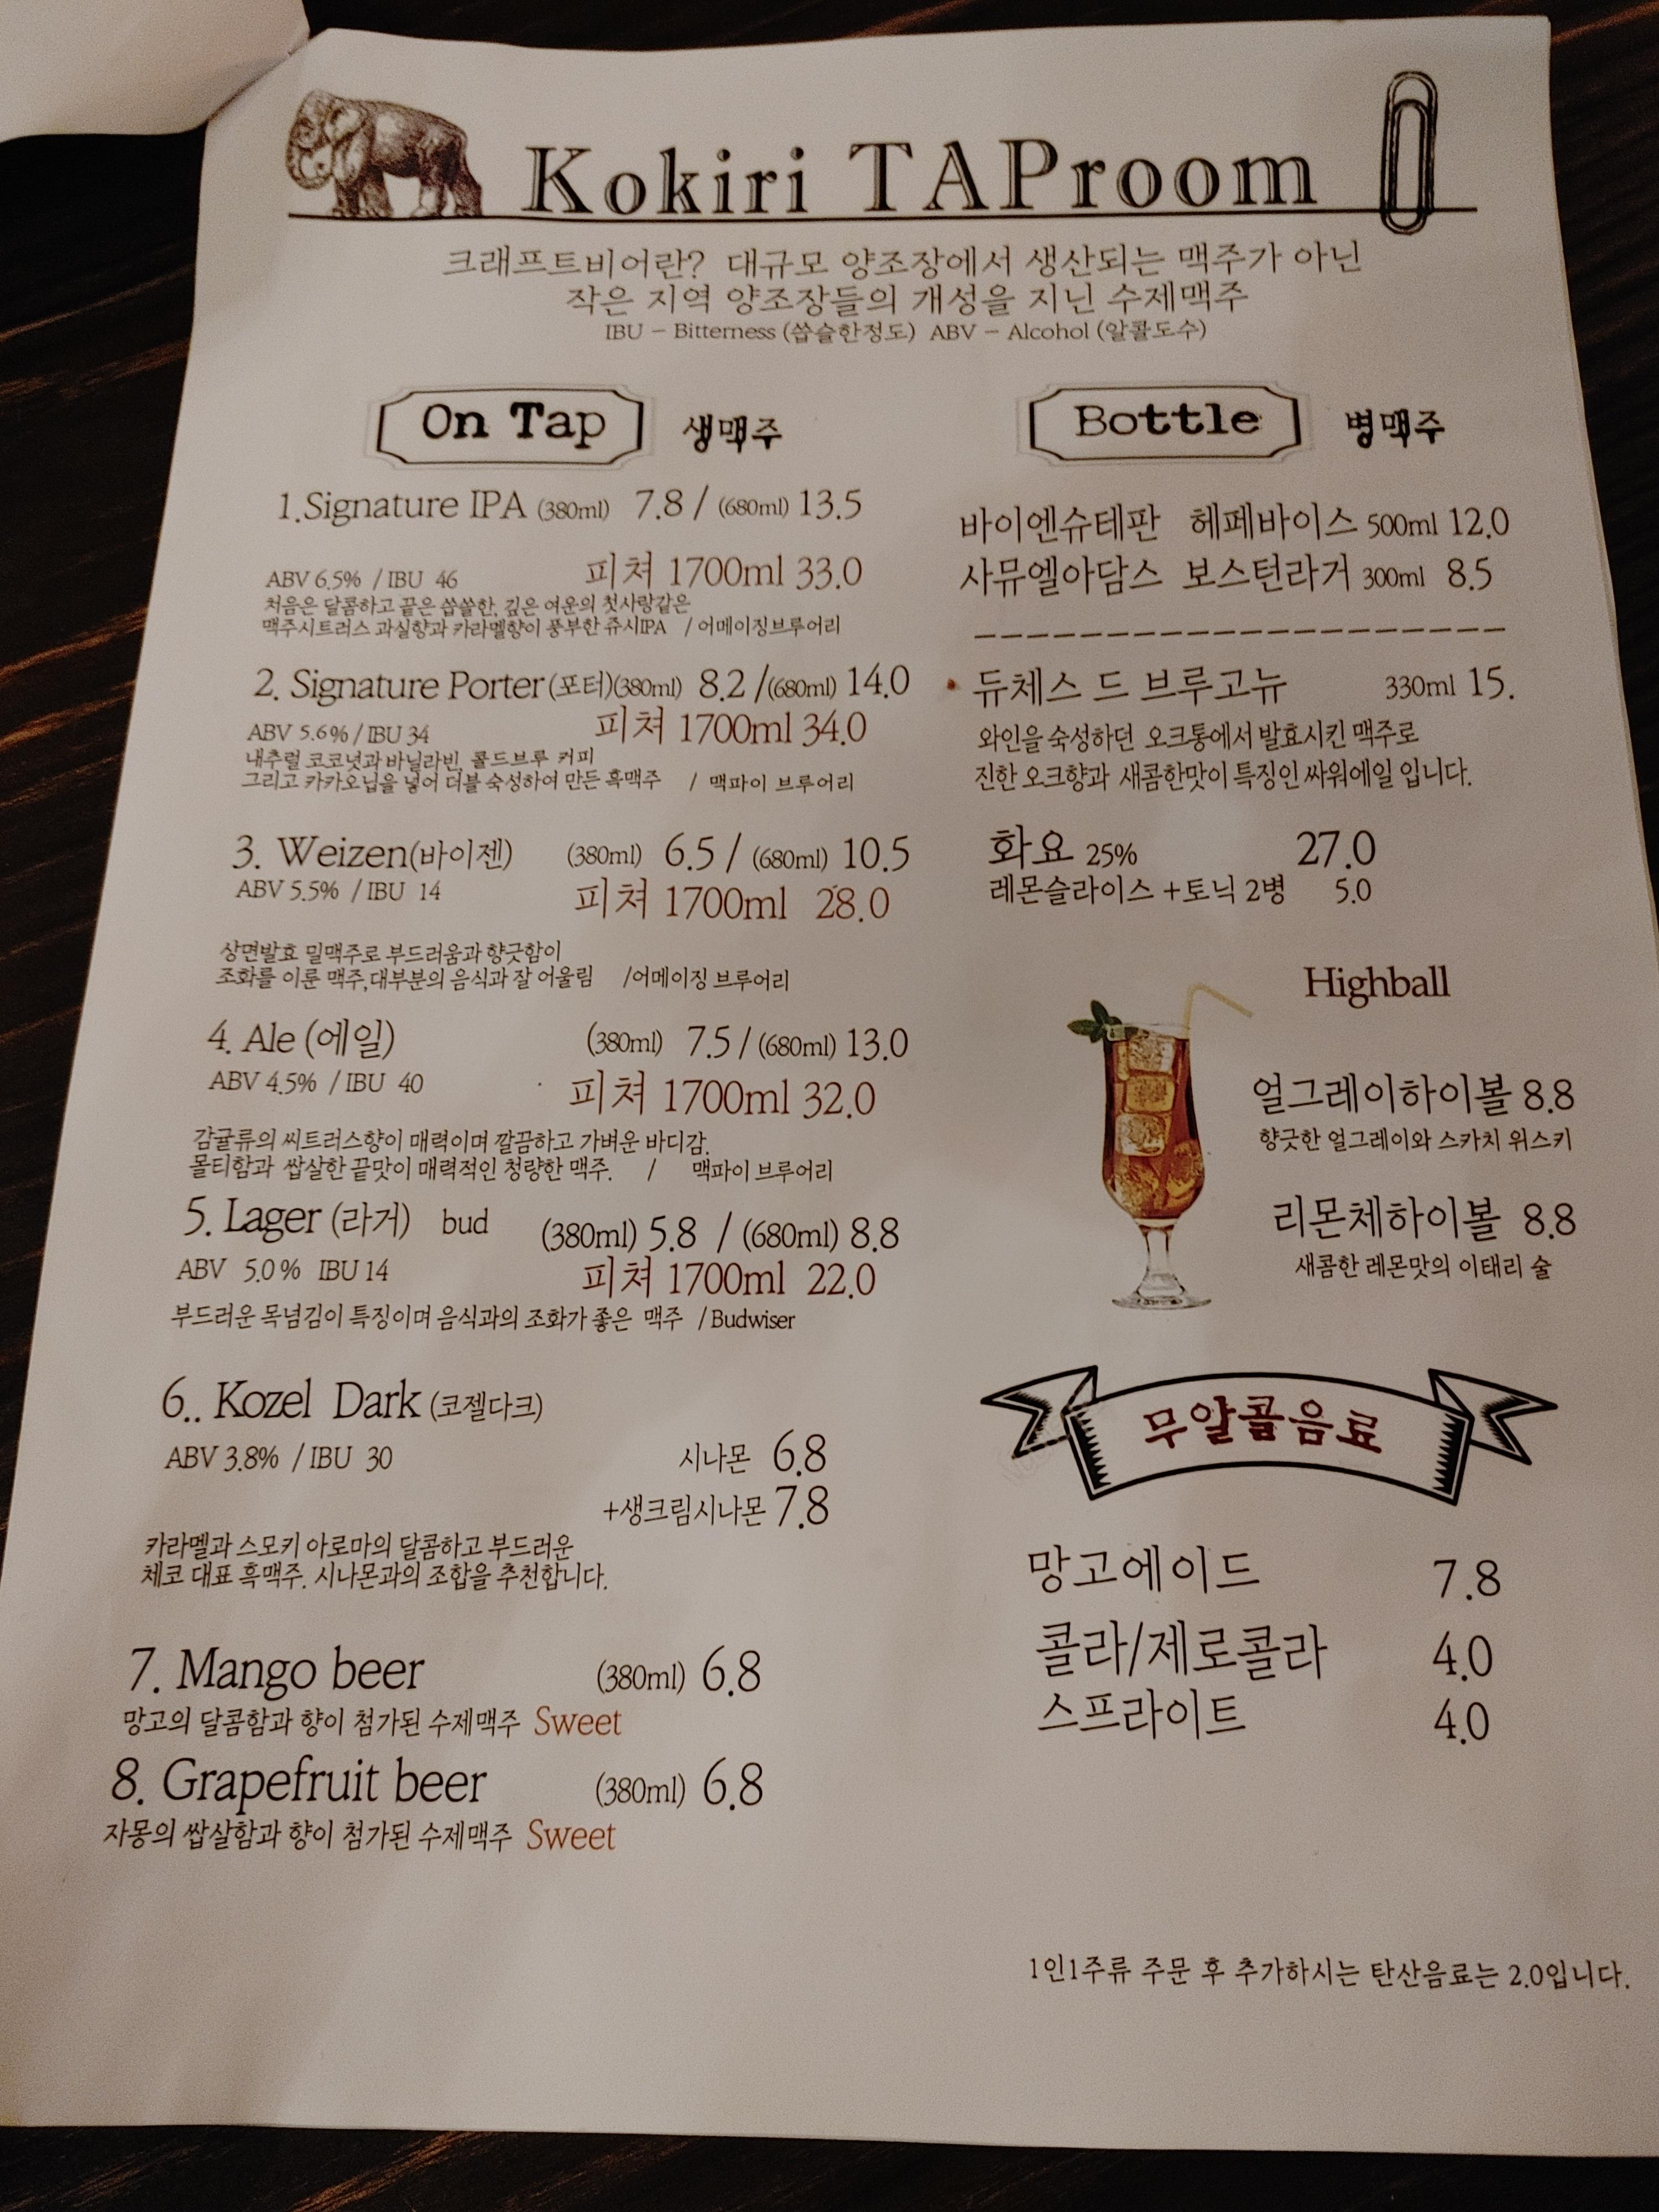 Kokiri TAProom
크래프트비어란? 대규모 양조장에서 생산되는 맥주가 아닌
작은 지역 양조장들의 개성을 지닌 수제맥주
IBU - Bitterness (씁슬한정도) ABV - Alcohol (알콜도수)
On Tap 생맥주
1.Signature IPA (380ml) 7.8 / (680ml) 13.5
피쳐 1700ml 33.0
ABV 6.5% / IBU 46
처음은 달콤하고 끝은 씁쓸한, 깊은 여운의 첫사랑같은
맥주시트러스 과실향과 카라멜향이 풍부한 쥬시IPA / 어메이징브루어리
2. Signature Porter(포터)(380ml) 8.2 /(680ml) 14.0
피쳐 1700ml 34.0
ABV 5.6% / IBU 34
내추럴 코코넛과 바닐라빈, 콜드브루 커피
그리고 카카오닙을 넣어 더블 숙성하여 만든 흑맥주 / 맥파이 브루어리
3. Weizen(바이젠) (380ml) 6.5 / (680ml) 10.5
ABV 5.5% / IBU 14
피쳐 1700ml 28.0
상면발효 밀맥주로 부드러움과 향긋함이
조화를 이룬 맥주,대부분의 음식과 잘 어울림 /어메이징 브루어리
4. Ale (에일) (380ml) 7.5 / (680ml) 13.0
ABV 4.5% / IBU 40
피쳐 1700ml 32.0
감귤류의 씨트러스향이 매력이며 깔끔하고 가벼운 바디감.
몰티함과 쌉살한 끝맛이 매력적인 청량한 맥주. / 맥파이 브루어리
5. Lager (라거) bud (380ml) 5.8 / (680ml) 8.8
ABV 5.0% IBU 14
피쳐 1700ml 22.0
부드러운 목넘김이 특징이며 음식과의 조화가 좋은 맥주 / Budwiser
6.. Kozel Dark (코젤다크)
ABV 3.8% / IBU 30
시나몬 6.8
+생크림시나몬 7.8
카라멜과 스모키 아로마의 달콤하고 부드러운
체코 대표 흑맥주. 시나몬과의 조합을 추천합니다.
7. Mango beer (380ml) 6.8
망고의 달콤함과 향이 첨가된 수제맥주 Sweet
8. Grapefruit beer (380ml) 6.8
자몽의 쌉살함과 향이 첨가된 수제맥주 Sweet
Bottle 병맥주
바이엔슈테판 헤페바이스 500ml 12.0
사뮤엘아담스 보스턴라거 300ml 8.5
듀체스 드 브루고뉴 330ml 15.
와인을 숙성하던 오크통에서 발효시킨 맥주로
진한 오크향과 새콤한맛이 특징인 싸워에일 입니다.
화요 25% 27.0
레몬슬라이스 +토닉 2병 5.0
Highball
얼그레이하이볼 8.8
향긋한 얼그레이와 스카치 위스키
리몬체하이볼 8.8
새콤한 레몬맛의 이태리 술
무알콜음료
망고에이드 7.8
콜라/제로콜라 4.0
스프라이트 4.0
1인1주류 주문 후 추가하시는 탄산음료는 2.0입니다.